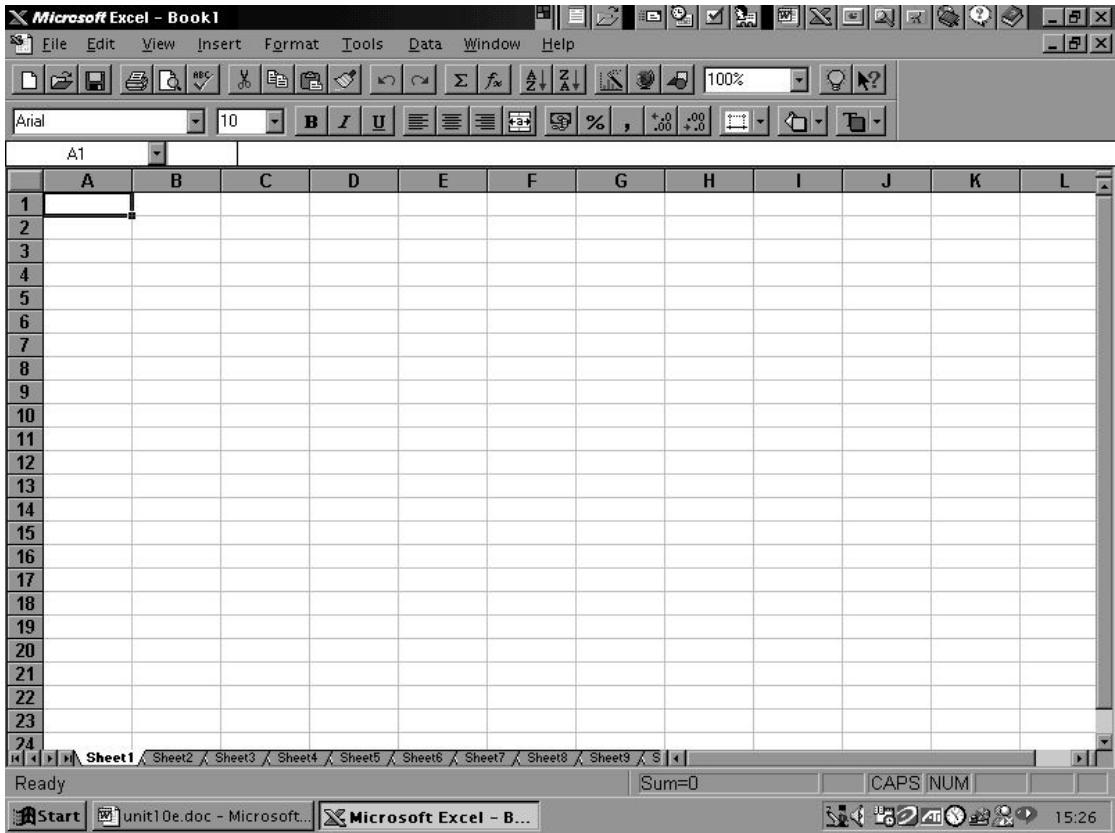 Microsoft Excel - Book1
File Edit View Insert Format Tools Data Window Help
ABC 100%
Arial 10 B I U a % , .00 .00
A1
A B C D E F G H I J K L
1
2
3
4
5
6
7
8
9
10
11
12
13
14
15
16
17
18
19
20
21
22
23
24
Sheet1 Sheet2 Sheet3 Sheet4 Sheet5 Sheet6 Sheet7 Sheet8 Sheet9 S
Ready Sum=0 CAPS NUM
Start unit10e.doc - Microsoft... Microsoft Excel - B... 15:26